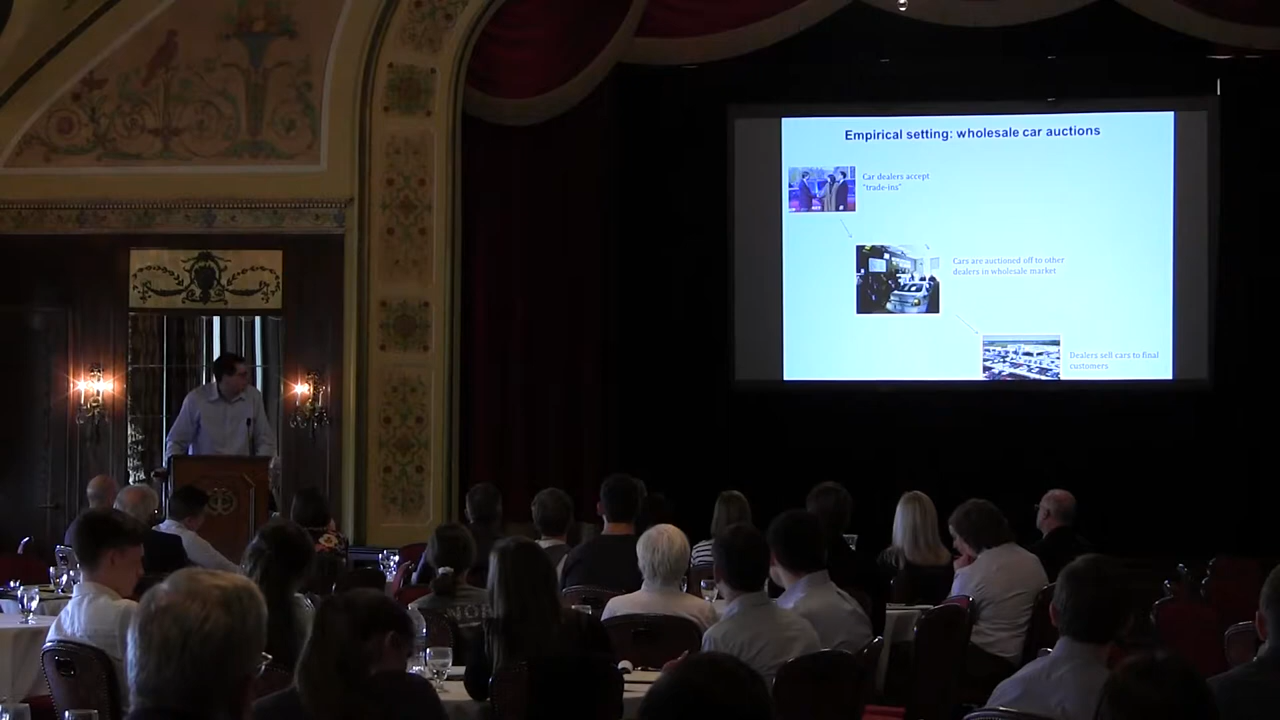 Empirical setting: wholesale car auctions
Car dealers accept
"trade-ins"
Cars are auctioned off to other
dealers in wholesale market
Dealers sell cars to final
customers